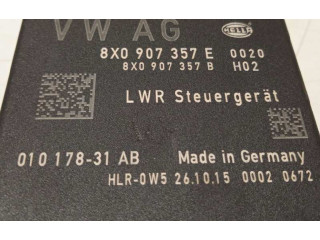 VW AG
HELLA
8X0 907 357 E 0020
8X0 907 357 B H02
LWR Steuergerät
010 178-31 AB Made in Germany
HLR-0W5 26.10.15 0002 0672